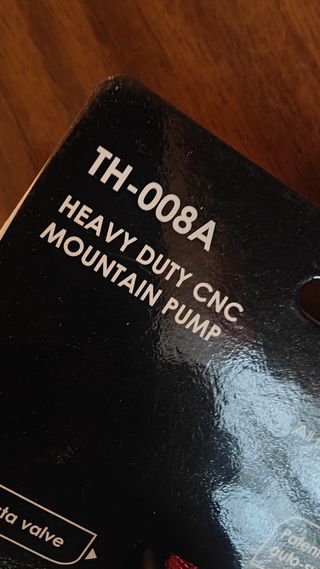 TH-008A
HEAVY DUTY CNC
MOUNTAIN PUMP
valve